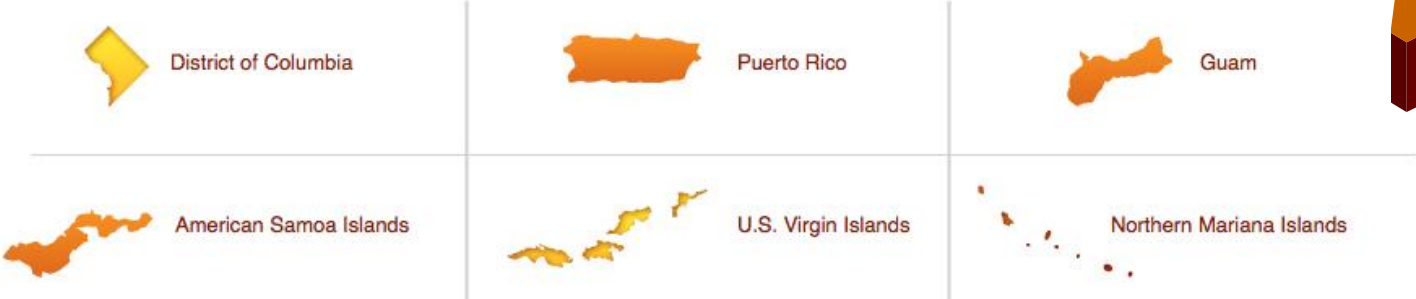 District of Columbia
Puerto Rico
Guam
American Samoa Islands
U.S. Virgin Islands
Northern Mariana Islands